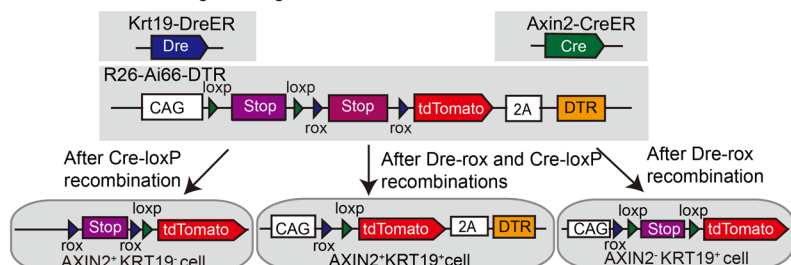 Krt19-DreER
Axin2-CreER
Dre
Cre
R26-Ai66-DTR
loxp
loxp
CAG
Stop
Stop
tdTomato
2A
DTR
rox
rox
After Cre-loxP
recombination
After Dre-rox and Cre-loxP
recombinations
After Dre-rox
recombination
loxp
Stop
tdTomato
rox
rox
AXIN2⁺ KRT19⁻ cell
loxp
CAG
tdTomato
2A
DTR
rox
AXIN2⁺KRT19⁺cell
loxp
loxp
CAG
Stop
tdTomato
rox
AXIN2⁻ KRT19⁺ cell